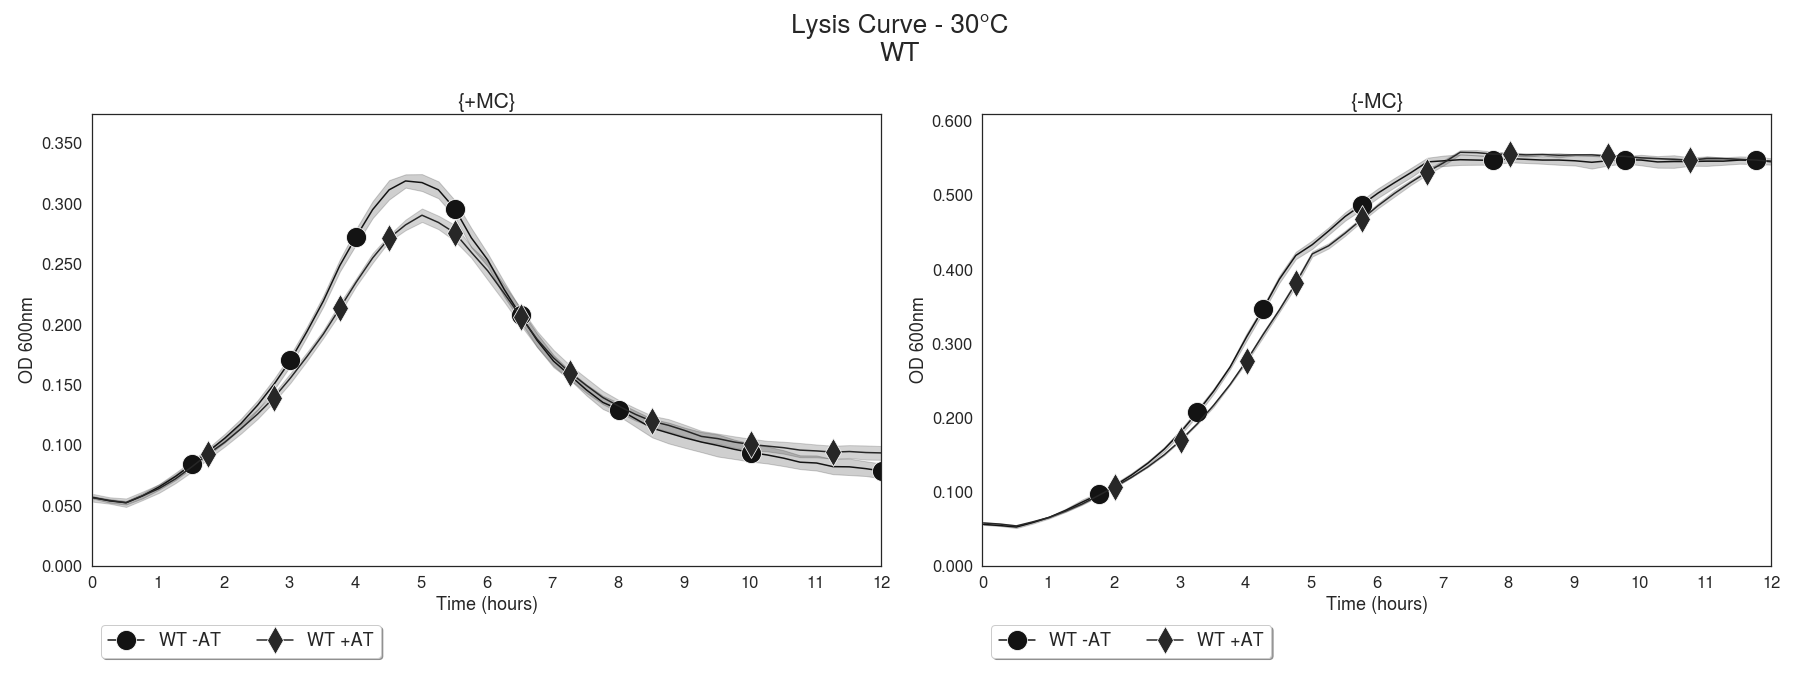 Lysis Curve - 30°C
WT
{+MC}
0.350
0.300
0.250
0.200
0.150
0.100
0.050
0.000
OD 600nm
0 1 2 3 4 5 6 7 8 9 10 11 12
Time (hours)
WT -AT WT +AT
{-MC}
0.600
0.500
0.400
0.300
0.200
0.100
0.000
OD 600nm
0 1 2 3 4 5 6 7 8 9 10 11 12
Time (hours)
WT -AT WT +AT